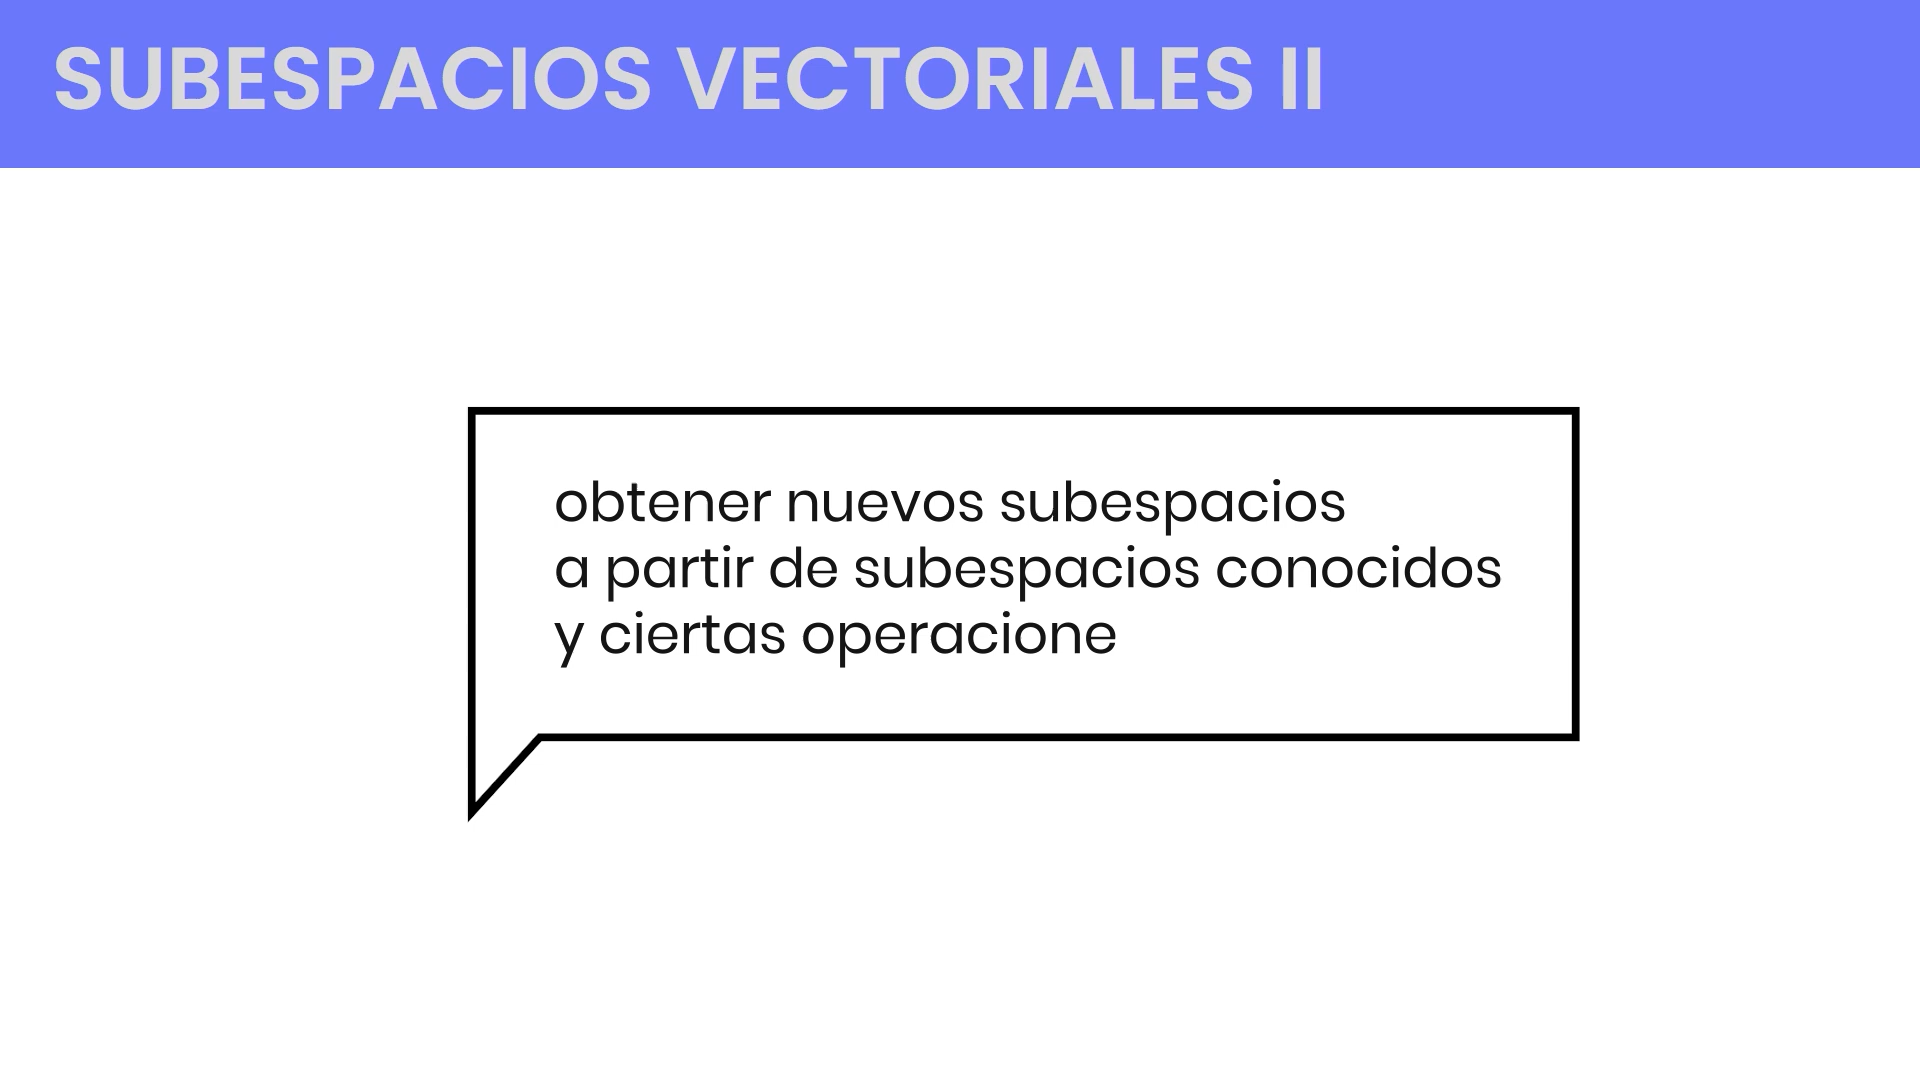 SUBESPACIOS VECTORIALES II
obtener nuevos subespacios
a partir de subespacios conocidos
y ciertas operacione